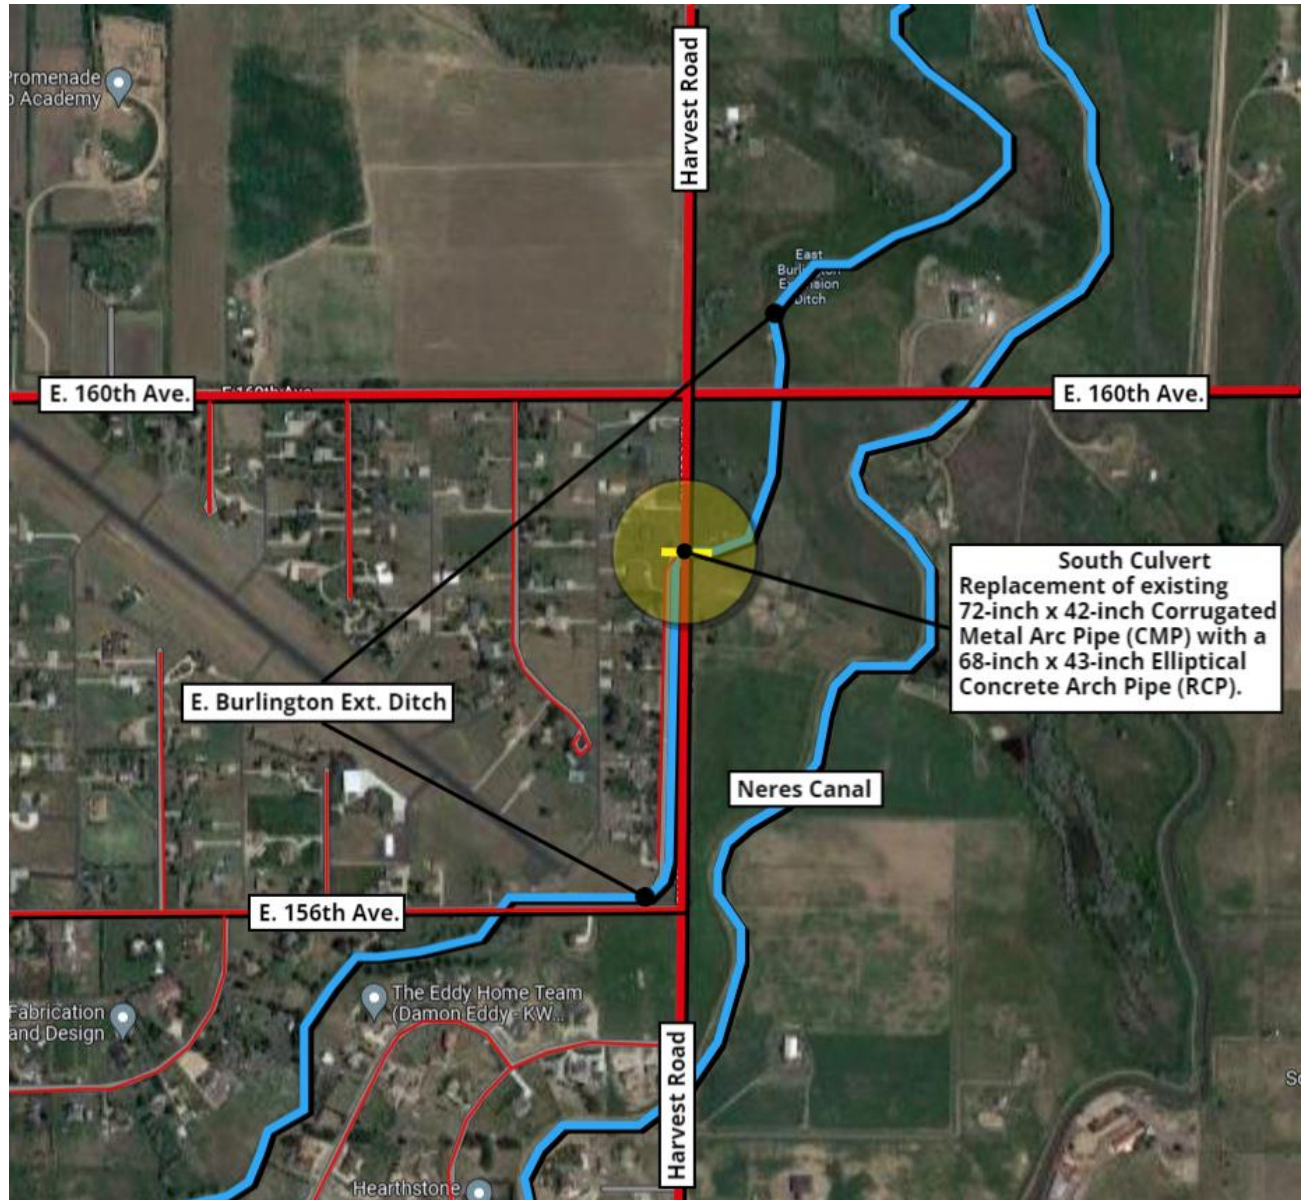 Promenade
o Academy
Harvest Road
East
Burlington
Extension
Ditch
E. 160th Ave.
E. 160th Ave.
South Culvert
Replacement of existing
72-inch x 42-inch Corrugated
Metal Arc Pipe (CMP) with a
68-inch x 43-inch Elliptical
Concrete Arch Pipe (RCP).
E. Burlington Ext. Ditch
Neres Canal
E. 156th Ave.
The Eddy Home Team
(Damon Eddy - KW...
Fabrication
and Design
Harvest Road
Hearthstone